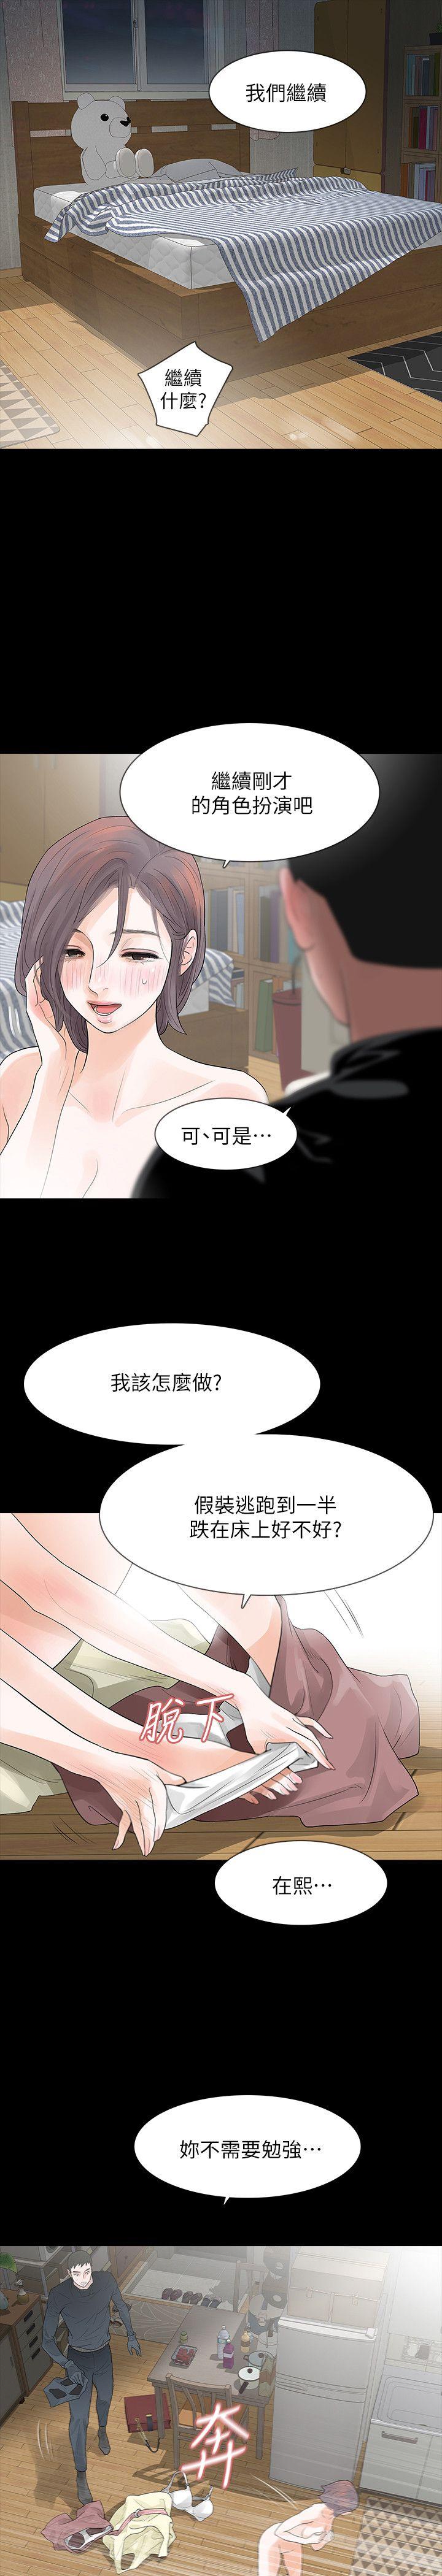 我們繼續
繼續
什麼?
繼續剛才
的角色扮演吧
可、可是…
我該怎麼做?
假裝逃跑到一半
跌在床上好不好?
脫下
在熙…
妳不需要勉強…
奔